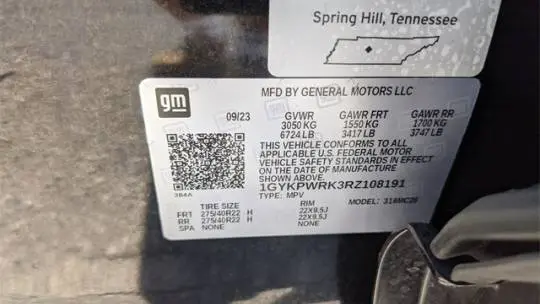 Spring Hill, Tennessee
gm
MFD BY GENERAL MOTORS LLC
09/23 GVWR GAWR FRT GAWR RR
3050 KG 1550 KG 1700 KG
6724 LB 3417 LB 3747 LB
THIS VEHICLE CONFORMS TO ALL
APPLICABLE U.S. FEDERAL MOTOR
VEHICLE SAFETY STANDARDS IN EFFECT
ON THE DATE OF MANUFACTURE
SHOWN ABOVE.
1GYKPWRK3RZ108191
TYPE: MPV MODEL: 316MC26
TIRE SIZE RIM
FRT 275/40R22 H 22X9.5J
RR 275/40R22 H 22X9.5J
SPA NONE NONE